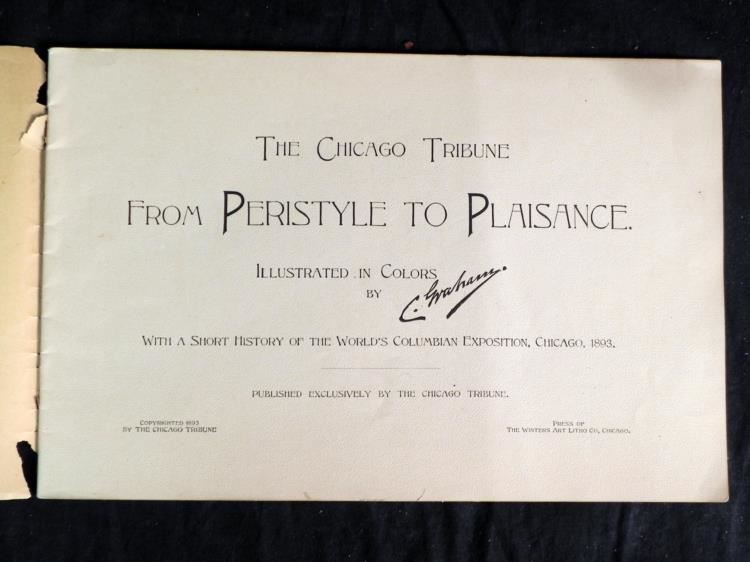 The Chicago Tribune
From Peristyle to Plaisance.
Illustrated in Colors
by C. Graham.
With a Short History of the World's Columbian Exposition, Chicago, 1893.
Published exclusively by The Chicago Tribune.
Copyrighted 1893
by The Chicago Tribune
Press of
The Winters Art Litho Co, Chicago.